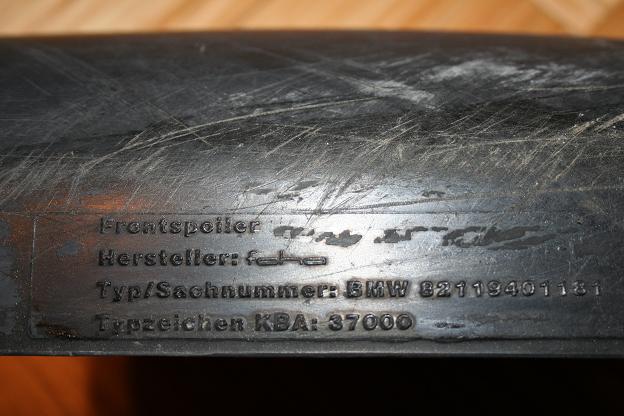 Frontspoiler
Hersteller:
Typ/Sachnummer: BMW 82119401131
Typzeichen KBA: 37000